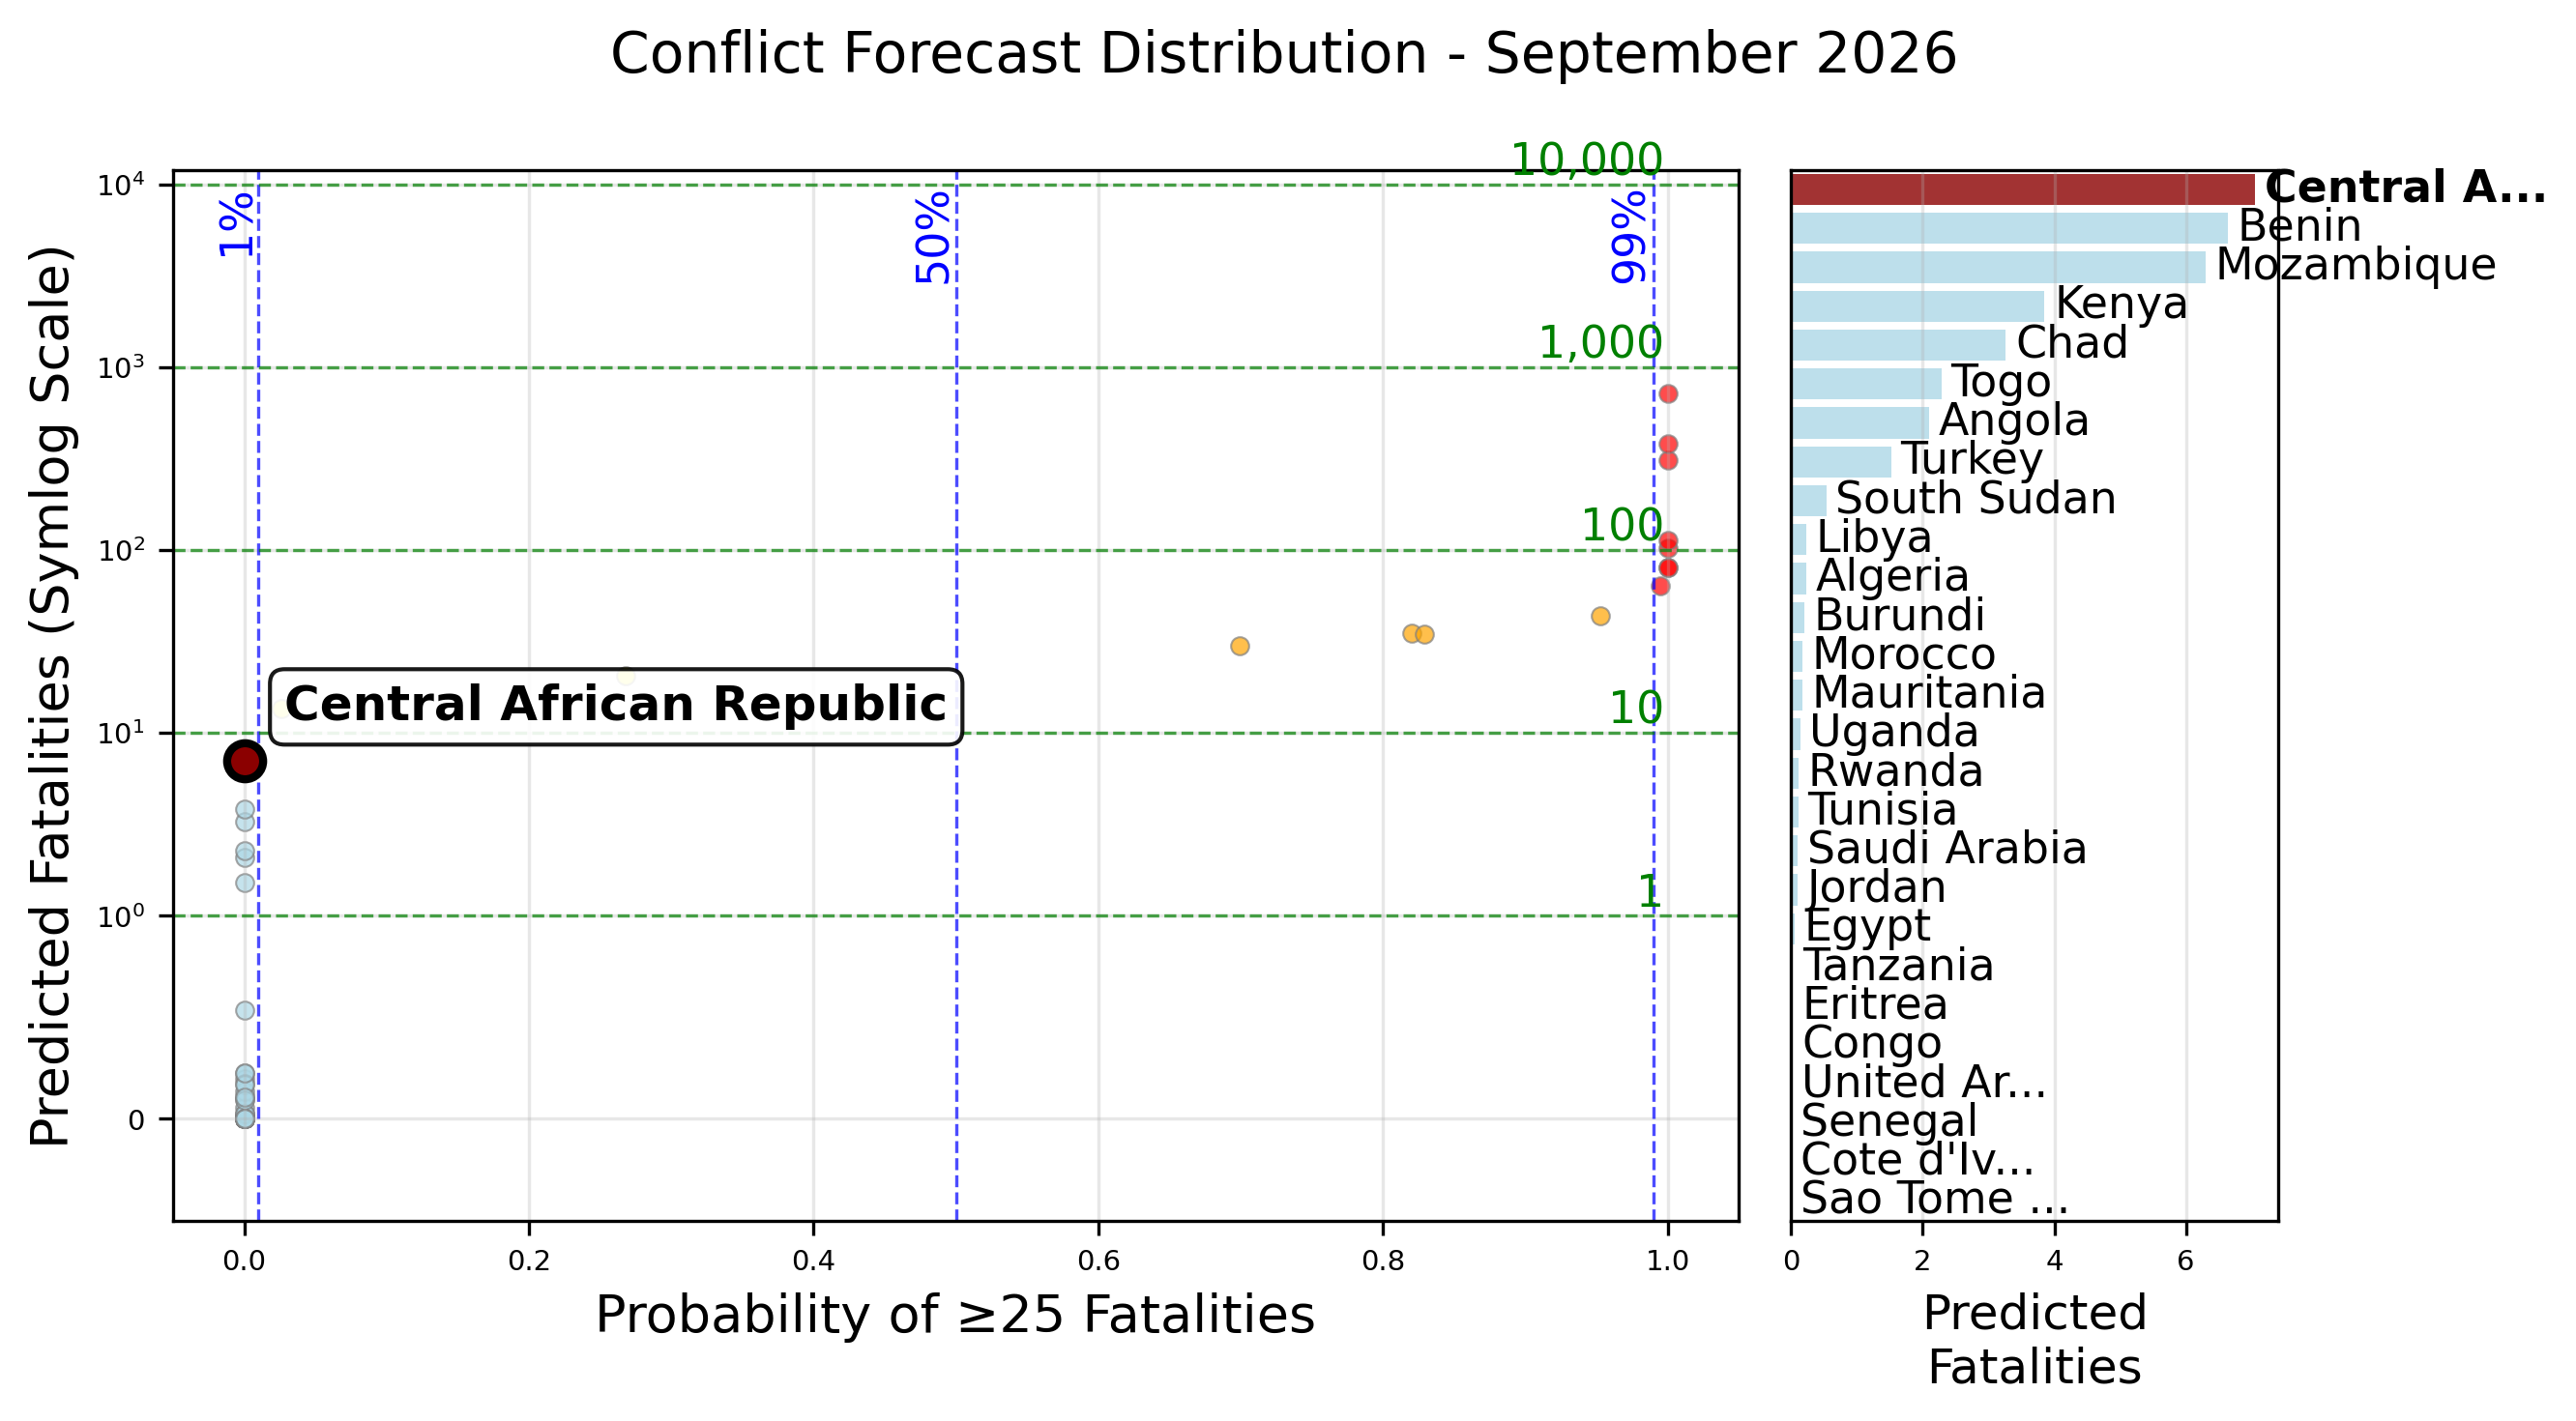 Conflict Forecast Distribution - September 2026
Predicted Fatalities (Symlog Scale)
10⁴
10³
10²
10¹
10⁰
0
1%
50%
99%
10,000
1,000
100
10
1
Central African Republic
0.0
0.2
0.4
0.6
0.8
1.0
Probability of ≥25 Fatalities
Central A...
Benin
Mozambique
Kenya
Chad
Togo
Angola
Turkey
South Sudan
Libya
Algeria
Burundi
Morocco
Mauritania
Uganda
Rwanda
Tunisia
Saudi Arabia
Jordan
Egypt
Tanzania
Eritrea
Congo
United Ar...
Senegal
Cote d'Iv...
Sao Tome ...
0
2
4
6
Predicted
Fatalities